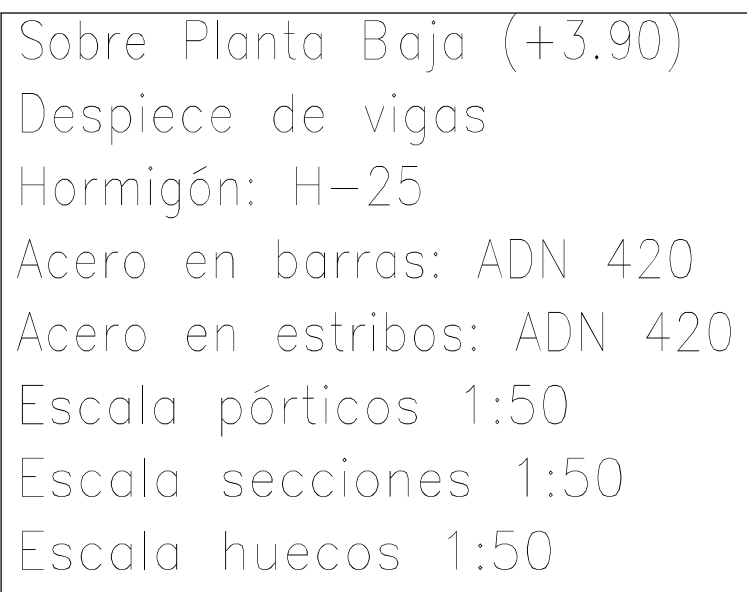 Sobre Planta Baja (+3.90)
Despiece de vigas
Hormigón: H-25
Acero en barras: ADN 420
Acero en estribos: ADN 420
Escala pórticos 1:50
Escala secciones 1:50
Escala huecos 1:50